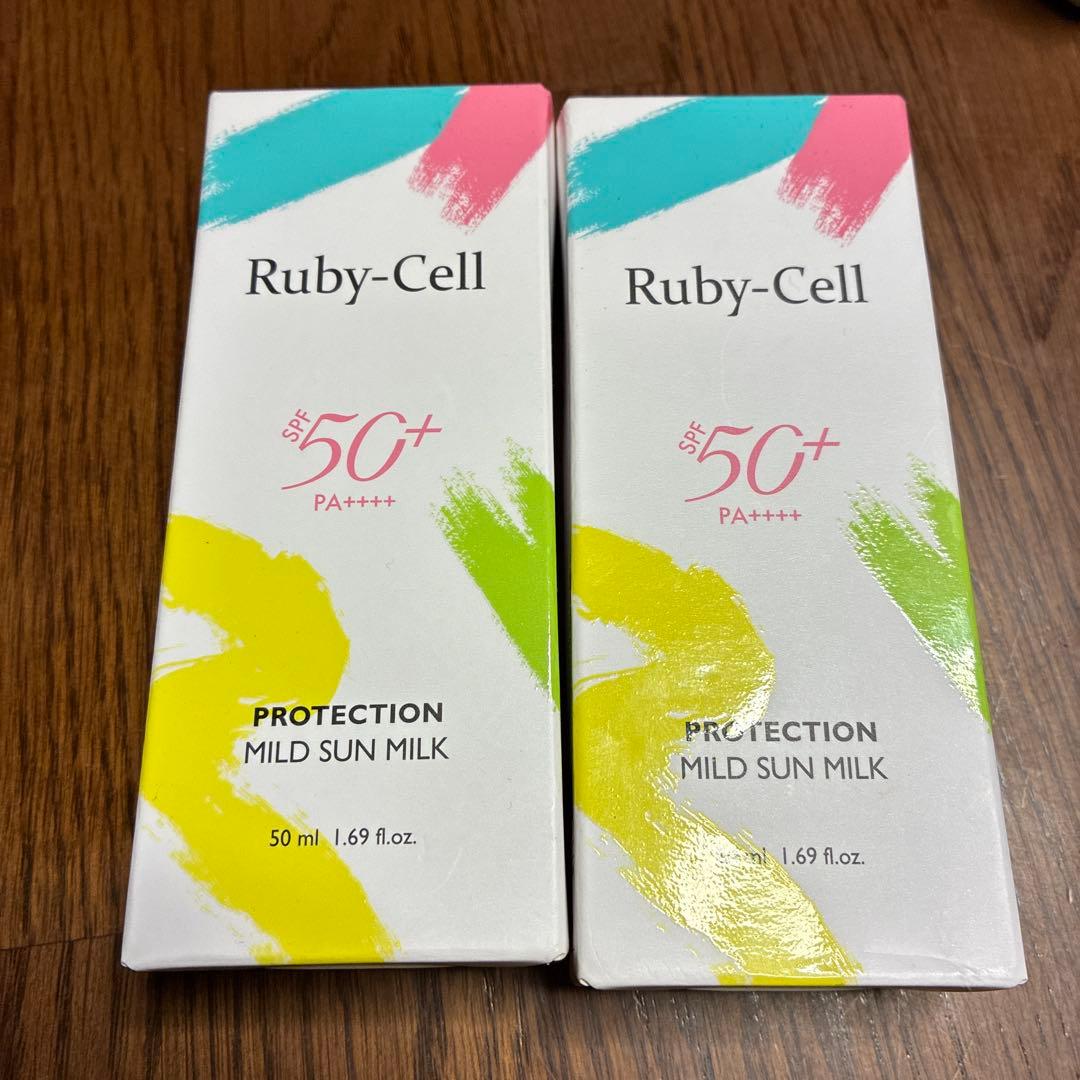 Ruby-Cell
SPF 50+
PA++++
PROTECTION
MILD SUN MILK
50 ml 1.69 fl.oz.
Ruby-Cell
SPF 50+
PA++++
PROTECTION
MILD SUN MILK
ml 1.69 fl.oz.